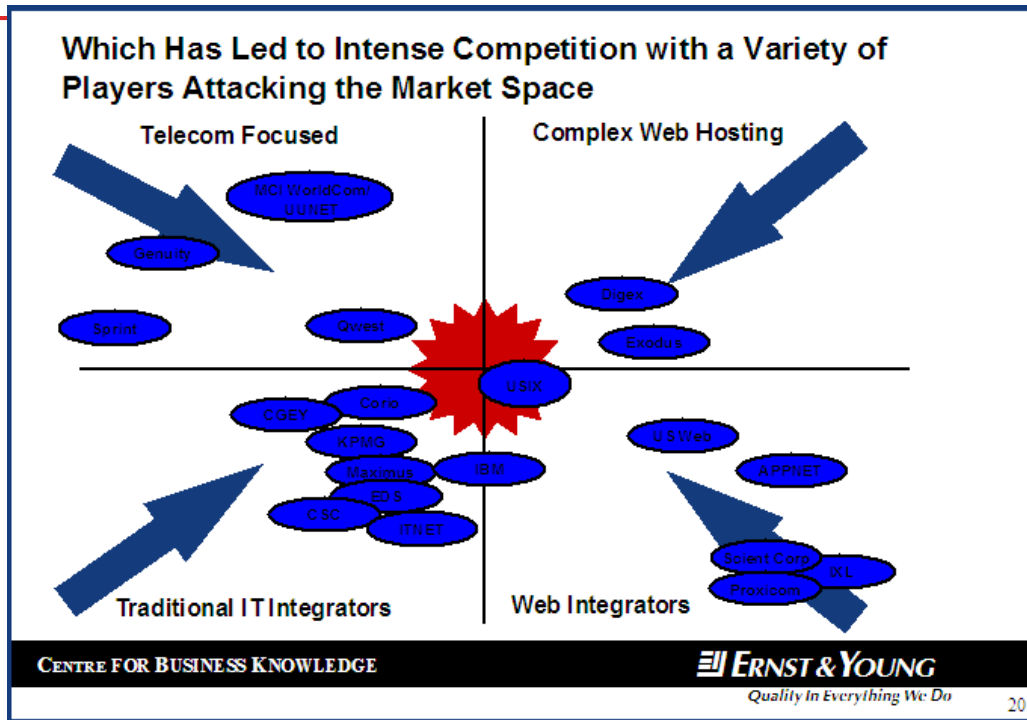 Which Has Led to Intense Competition with a Variety of
Players Attacking the Market Space
Telecom Focused
Complex Web Hosting
MCI WorldCom/
UUNET
Genuity
Digex
Sprint
Qwest
Exodus
USIX
Corio
CGEY
KPMG
USWeb
Maximus
IBM
APPNET
EDS
CSC
ITNET
Scient Corp
IXL
Proxicom
Traditional IT Integrators
Web Integrators
CENTRE FOR BUSINESS KNOWLEDGE
ERNST & YOUNG
Quality In Everything We Do
20